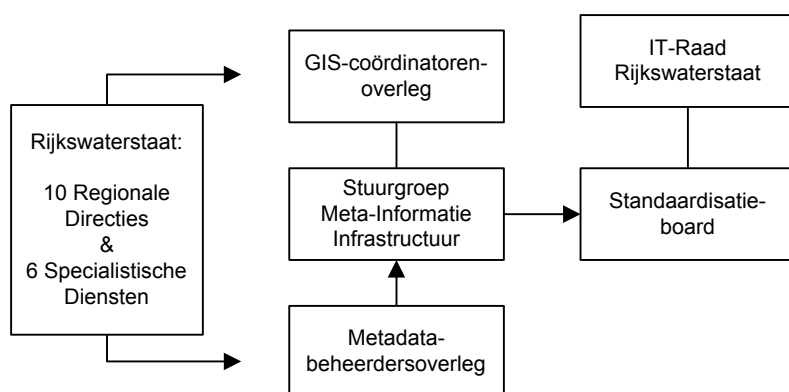 Rijkswaterstaat:
10 Regionale
Directies
&
6 Specialistische
Diensten
GIS-coördinatoren-
overleg
Stuurgroep
Meta-Informatie
Infrastructuur
Metadata-
beheerdersoverleg
IT-Raad
Rijkswaterstaat
Standaardisatie-
board